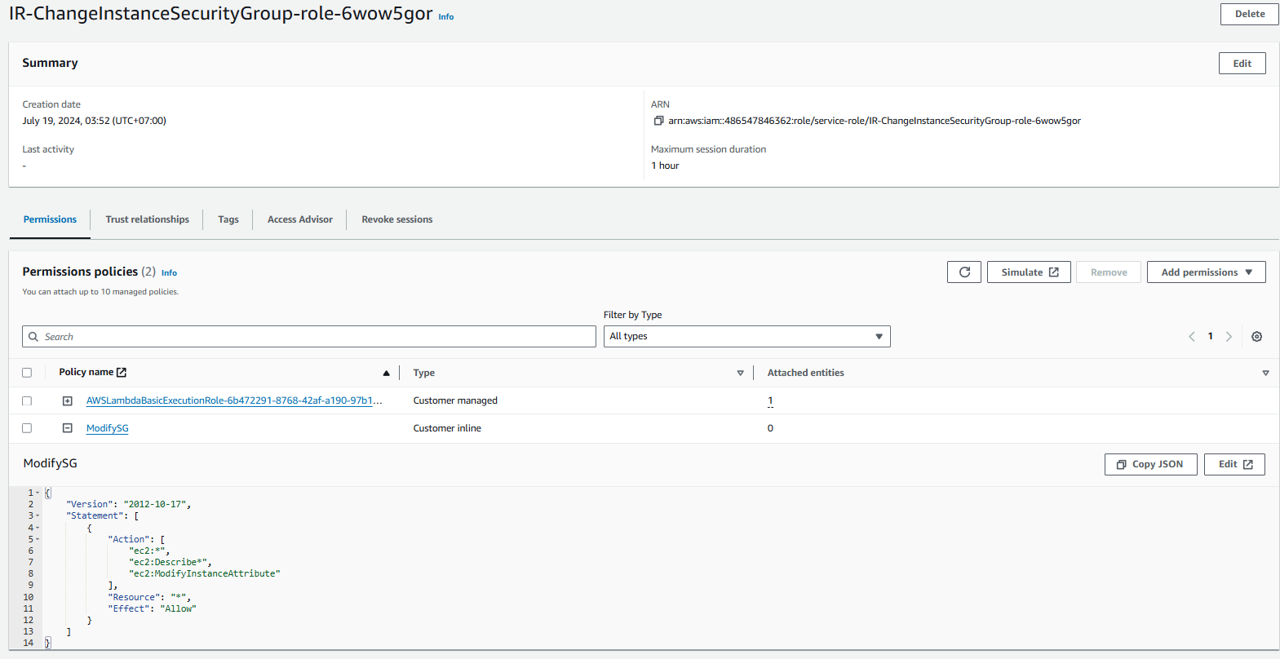 IR-ChangeInstanceSecurityGroup-role-6wow5gor Info
Delete
Summary
Edit
Creation date
July 19, 2024, 03:52 (UTC+07:00)
ARN
arn:aws:iam::486547846362:role/service-role/IR-ChangeInstanceSecurityGroup-role-6wow5gor
Last activity
-
Maximum session duration
1 hour
Permissions Trust relationships Tags Access Advisor Revoke sessions
Permissions policies (2) Info
You can attach up to 10 managed policies.
Simulate Remove Add permissions
Filter by Type
Search All types 1
Policy name Type Attached entities
AWSLambdaBasicExecutionRole-6b472291-8768-42af-a190-97b1... Customer managed 1
ModifySG Customer inline 0
ModifySG Copy JSON Edit
1 {
2 "Version": "2012-10-17",
3 "Statement": [
4 {
5 "Action": [
6 "ec2:*",
7 "ec2:Describe*",
8 "ec2:ModifyInstanceAttribute"
9 ],
10 "Resource": "*",
11 "Effect": "Allow"
12 }
13 ]
14 }